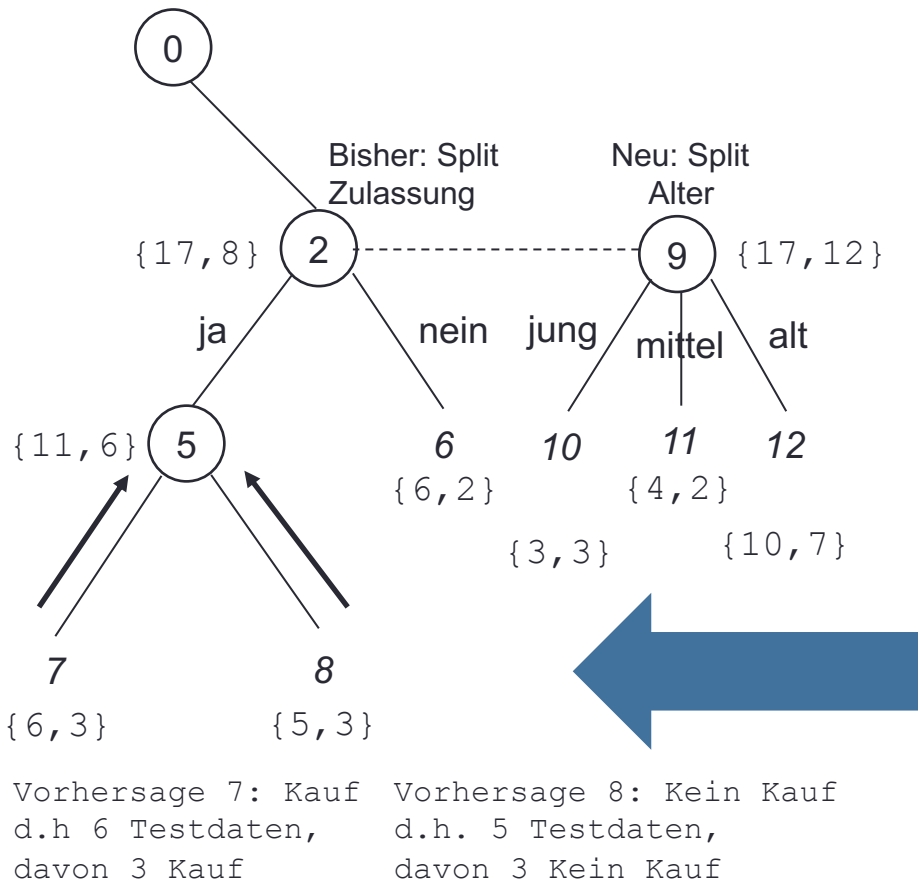 0
Bisher: Split
Zulassung
Neu: Split
Alter
{17,8}
2
9
{17,12}
ja
nein
jung
mittel
alt
{11,6}
5
6
{6,2}
10
{3,3}
11
{4,2}
12
{10,7}
7
{6,3}
8
{5,3}
Vorhersage 7: Kauf
d.h 6 Testdaten,
davon 3 Kauf
Vorhersage 8: Kein Kauf
d.h. 5 Testdaten,
davon 3 Kein Kauf